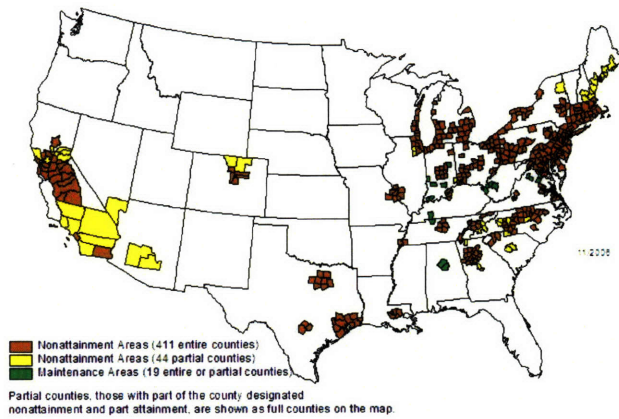 11/2006
Nonattainment Areas (411 entire counties)
Nonattainment Areas (44 partial counties)
Maintenance Areas (19 entire or partial counties)
Partial counties, those with part of the county designated
nonattainment and part attainment, are shown as full counties on the map.